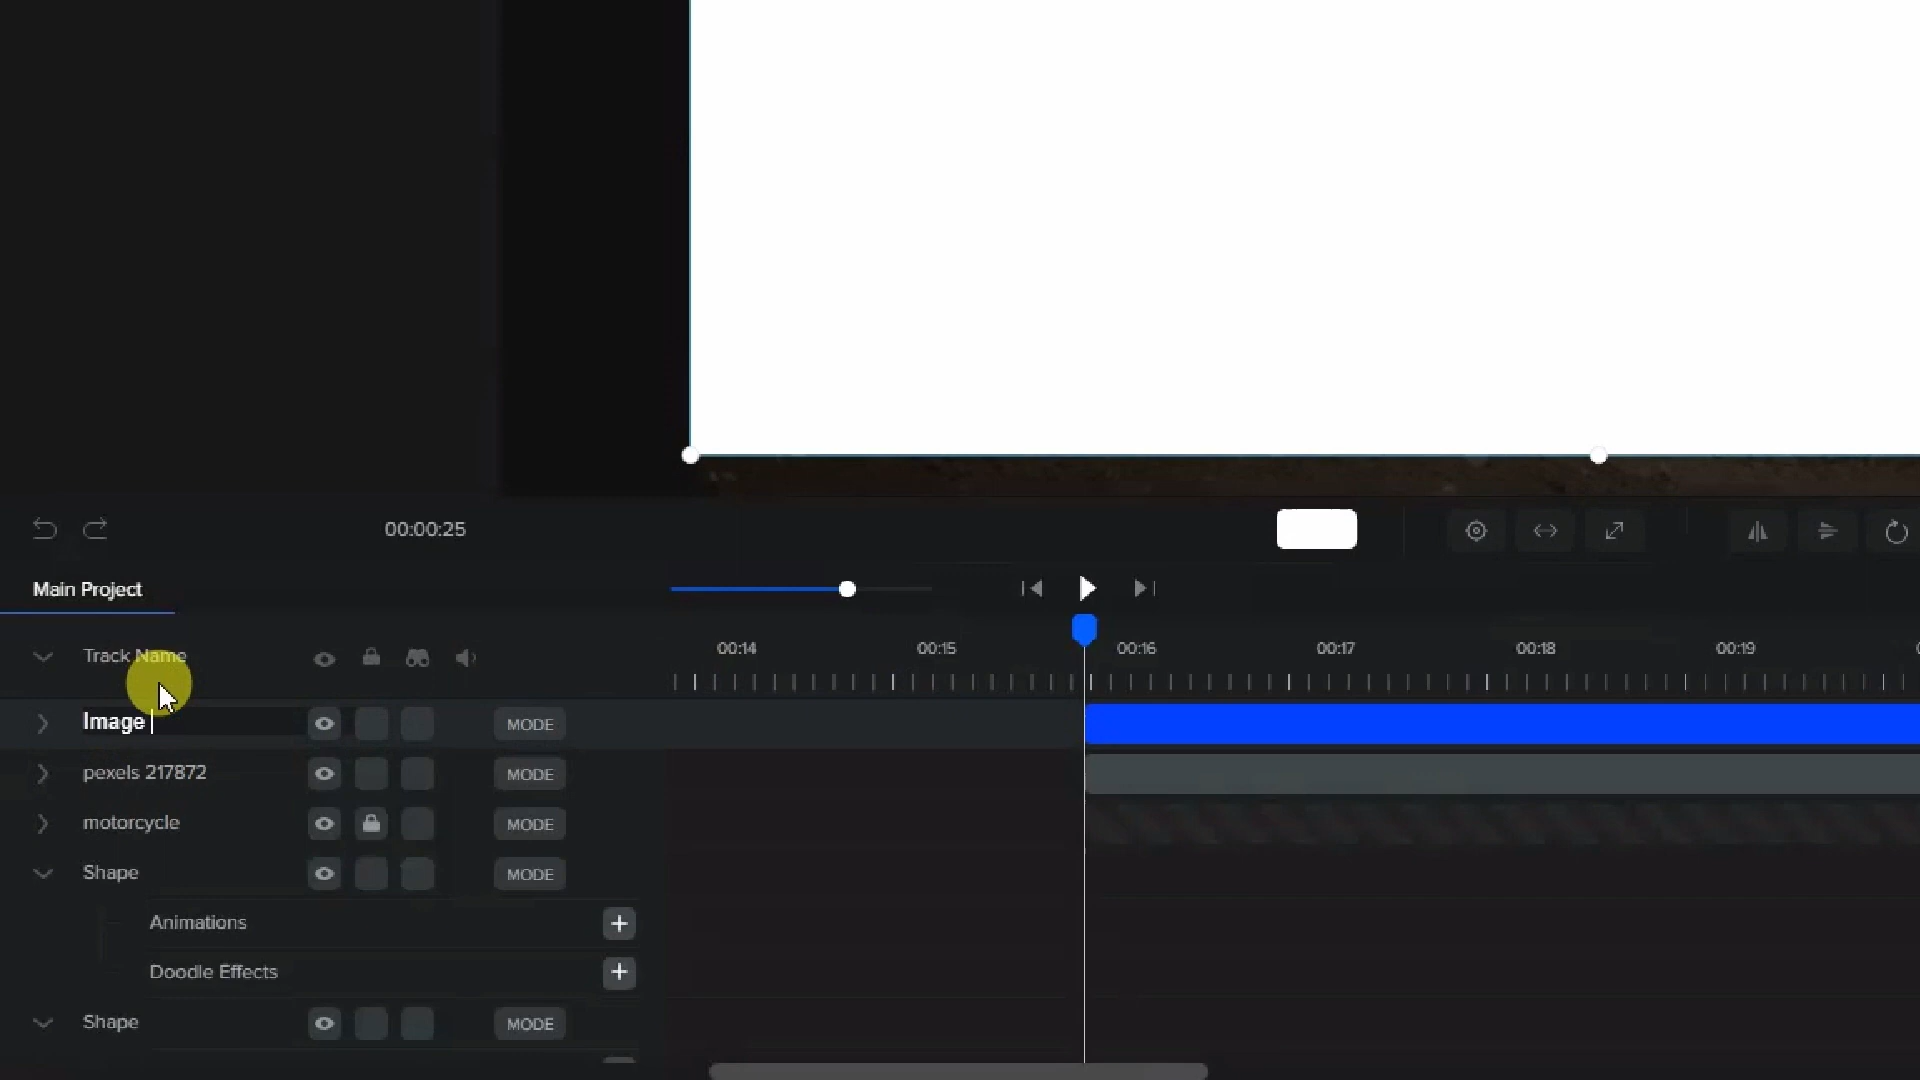 00:00:25
Main Project
Track Name
00:14 00:15 00:16 00:17 00:18 00:19
Image
MODE
pexels 217872
MODE
motorcycle
MODE
Shape
MODE
Animations
Doodle Effects
Shape
MODE